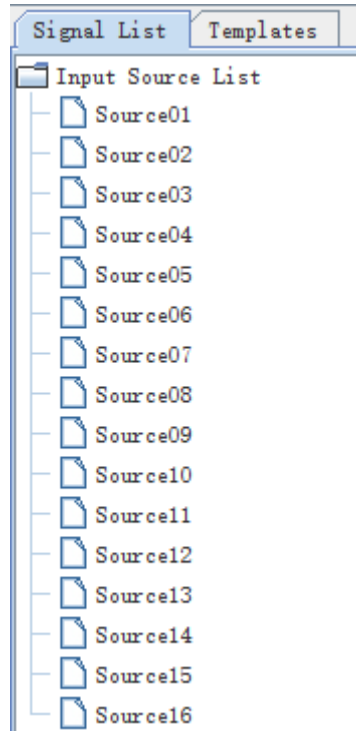 Signal List Templates
Input Source List
Source01
Source02
Source03
Source04
Source05
Source06
Source07
Source08
Source09
Source10
Source11
Source12
Source13
Source14
Source15
Source16